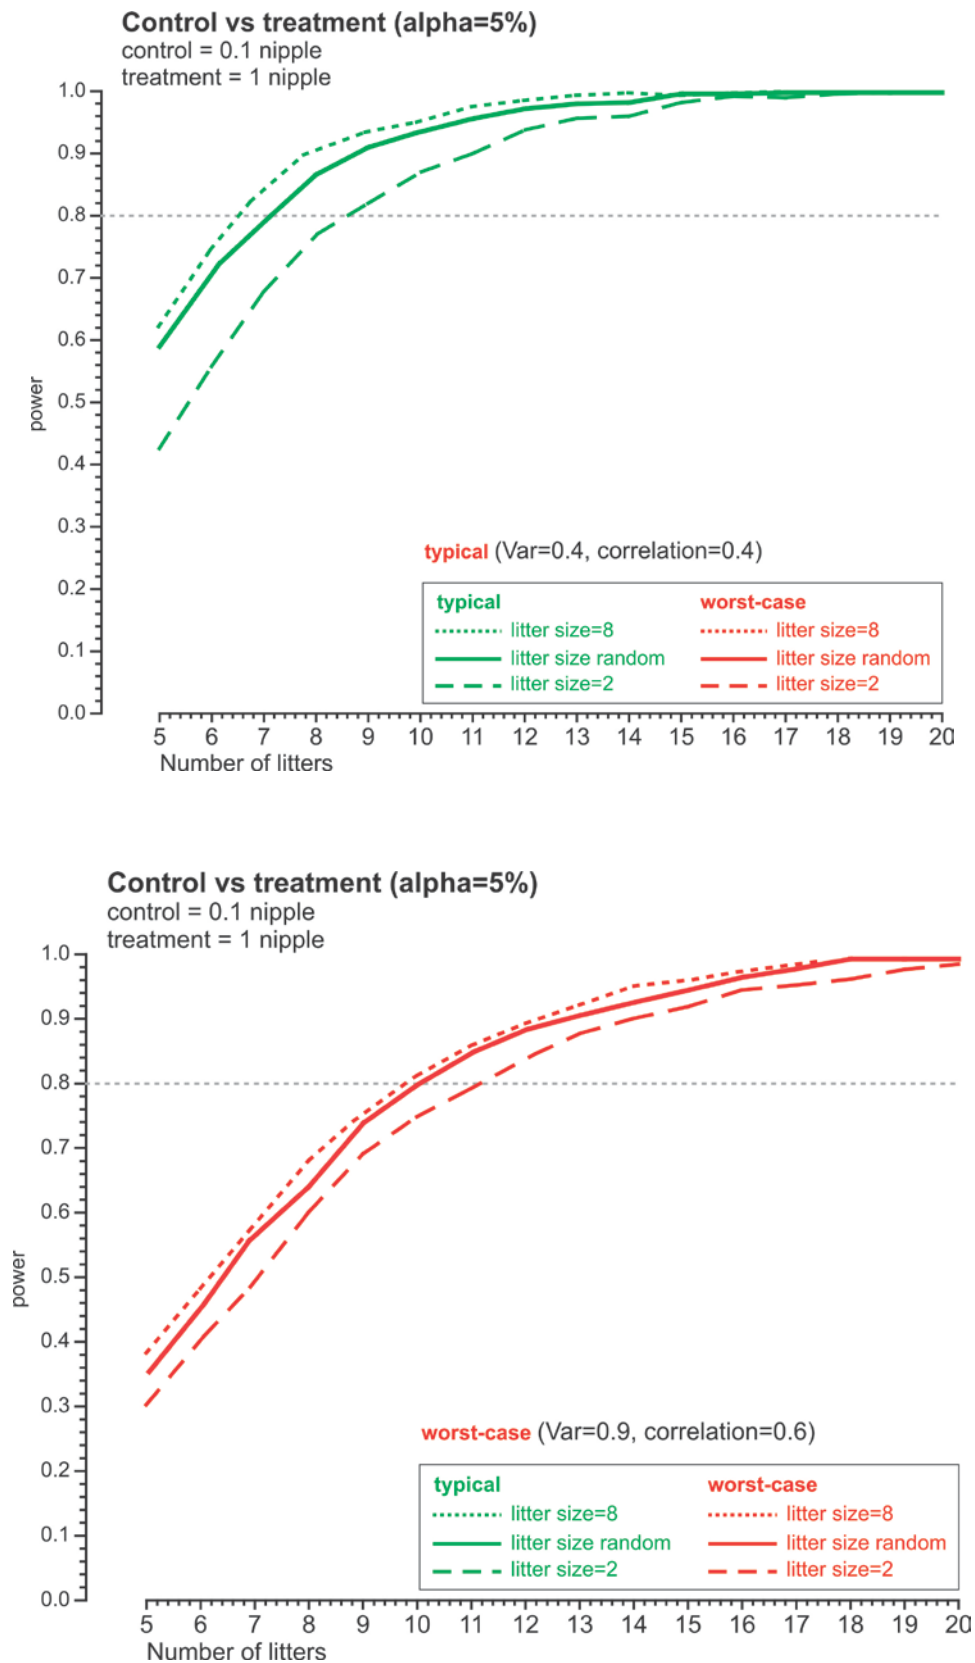 Control vs treatment (alpha=5%)
control = 0.1 nipple
treatment = 1 nipple
1.0
0.9
0.8
0.7
0.6
0.5
0.4
0.3
0.2
0.1
0.0
power
typical (Var=0.4, correlation=0.4)
typical worst-case
litter size=8 litter size=8
litter size random litter size random
litter size=2 litter size=2
5 6 7 8 9 10 11 12 13 14 15 16 17 18 19 20
Number of litters
Control vs treatment (alpha=5%)
control = 0.1 nipple
treatment = 1 nipple
1.0
0.9
0.8
0.7
0.6
0.5
0.4
0.3
0.2
0.1
0.0
power
worst-case (Var=0.9, correlation=0.6)
typical worst-case
litter size=8 litter size=8
litter size random litter size random
litter size=2 litter size=2
5 6 7 8 9 10 11 12 13 14 15 16 17 18 19 20
Number of litters